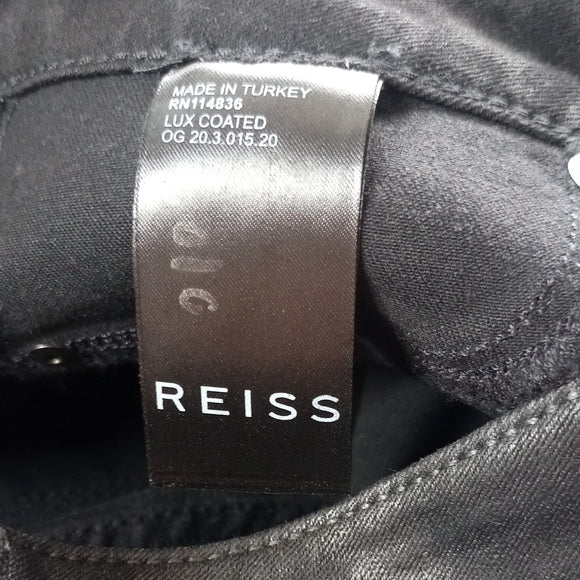 MADE IN TURKEY
RN114836
LUX COATED
OG 20.3.015.20
REISS